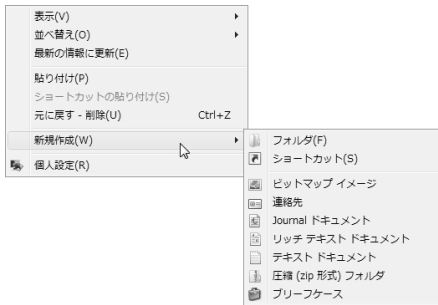 表示(V)
並べ替え(O)
最新の情報に更新(E)
貼り付け(P)
ショートカットの貼り付け(S)
元に戻す - 削除(U) Ctrl+Z
新規作成(W)
個人設定(R)
フォルダ(F)
ショートカット(S)
ビットマップ イメージ
連絡先
Journal ドキュメント
リッチ テキスト ドキュメント
テキスト ドキュメント
圧縮 (zip 形式) フォルダ
ブリーフケース